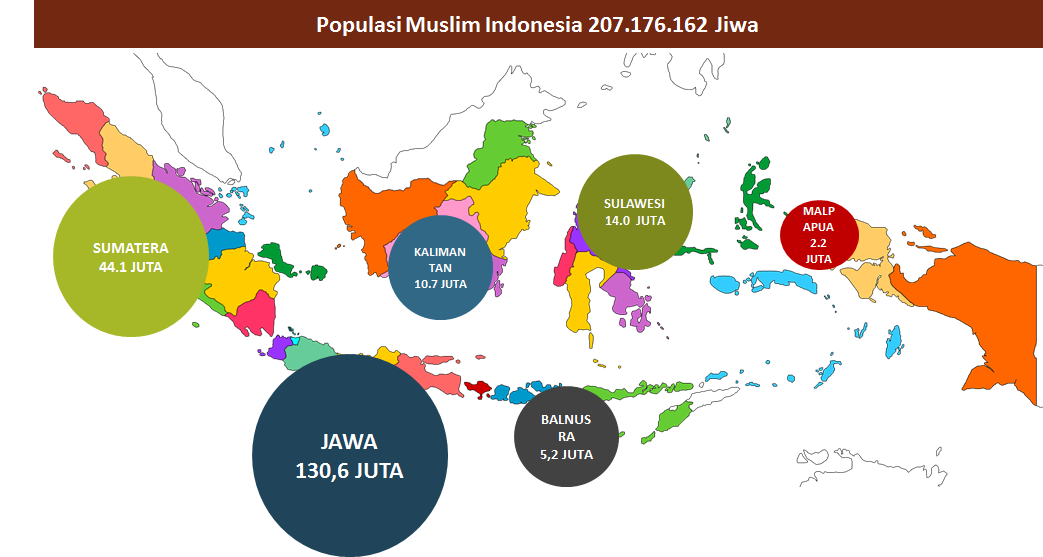 Populasi Muslim Indonesia 207.176.162 Jiwa
SUMATERA
44.1 JUTA
KALIMAN
TAN
10.7 JUTA
SULAWESI
14.0 JUTA
MALP
APUA
2.2
JUTA
JAWA
130,6 JUTA
BALNUS
RA
5,2 JUTA